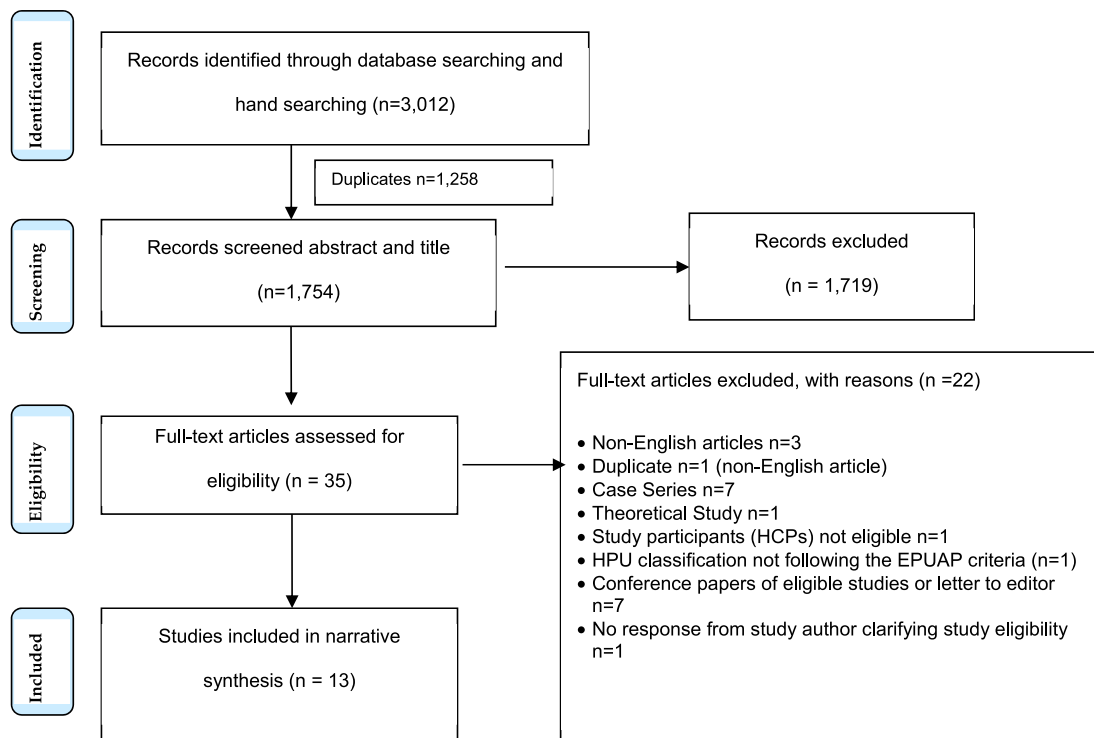 Identification
Records identified through database searching and
hand searching (n=3,012)
Duplicates n=1,258
Screening
Records screened abstract and title
(n=1,754)
Records excluded
(n = 1,719)
Eligibility
Full-text articles assessed for
eligibility (n = 35)
Full-text articles excluded, with reasons (n =22)
• Non-English articles n=3
• Duplicate n=1 (non-English article)
• Case Series n=7
• Theoretical Study n=1
• Study participants (HCPs) not eligible n=1
• HPU classification not following the EPUAP criteria (n=1)
• Conference papers of eligible studies or letter to editor
n=7
• No response from study author clarifying study eligibility
n=1
Included
Studies included in narrative
synthesis (n = 13)